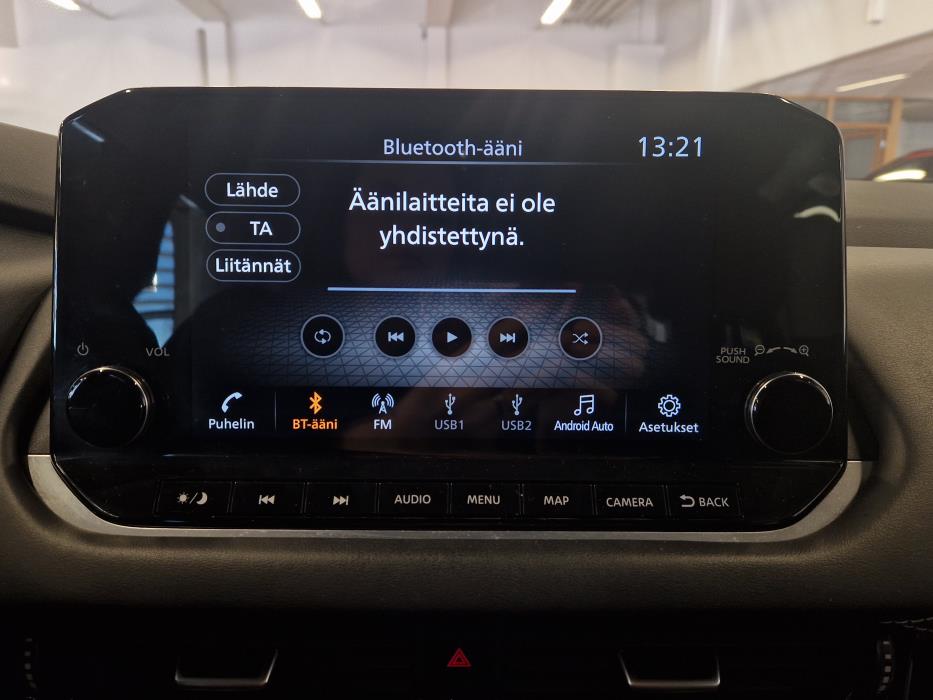 Bluetooth-ääni
13:21
Lähde
TA
Liitännät
Äänilaitteita ei ole
yhdistettynä.
VOL
PUSH
SOUND
Puhelin
BT-ääni
FM
USB1
USB2
Android Auto
Asetukset
AUDIO
MENU
MAP
CAMERA
BACK